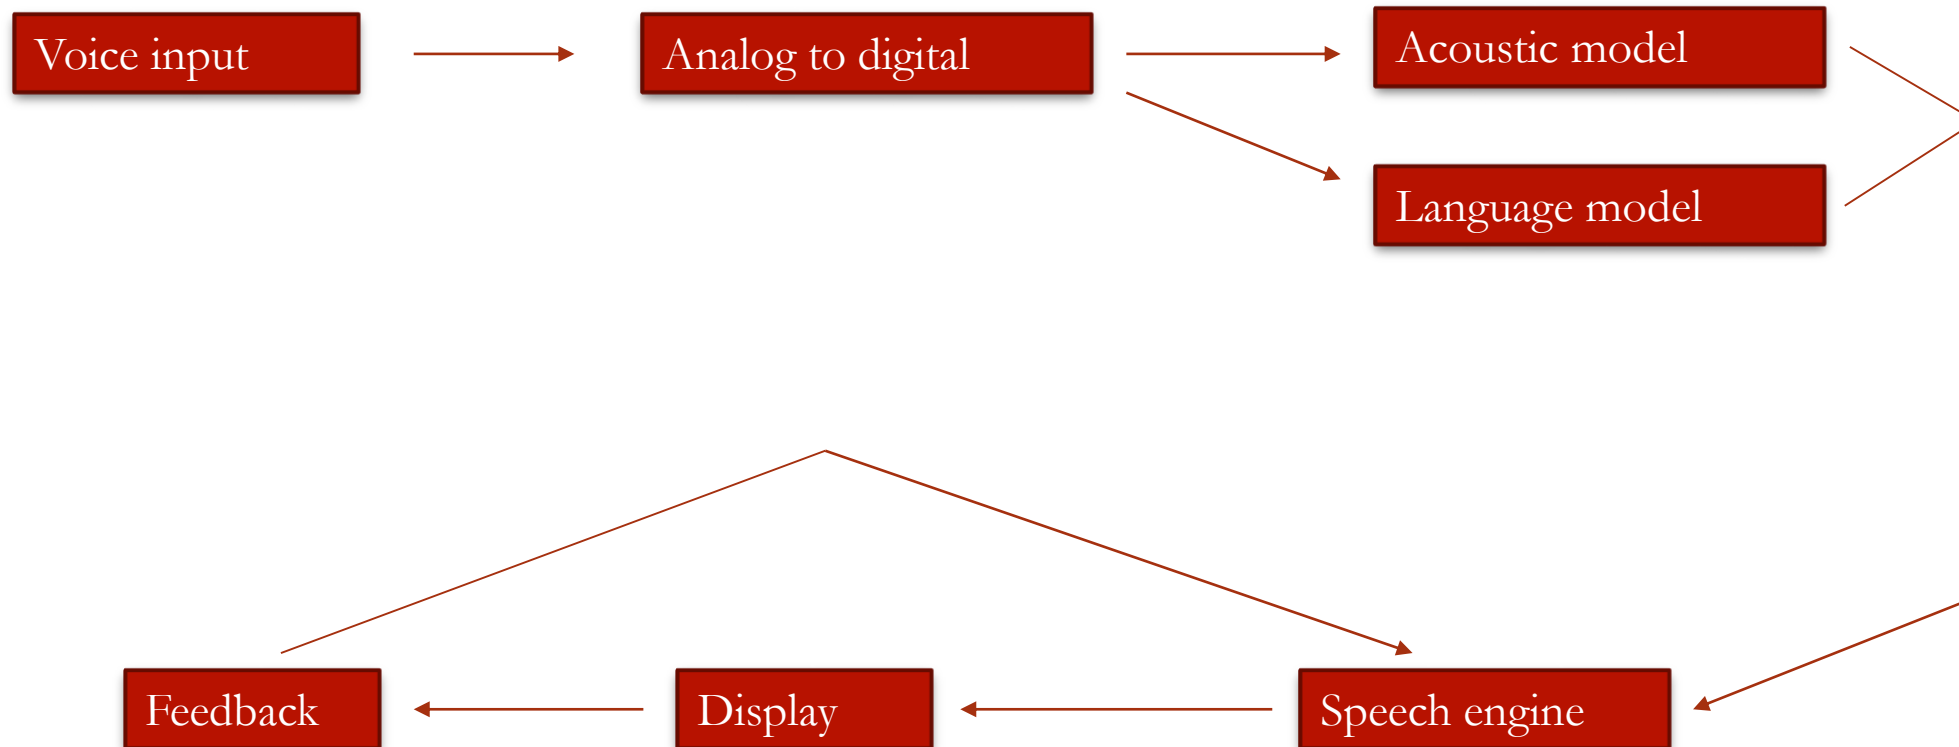 Voice input
Analog to digital
Acoustic model
Language model
Feedback
Display
Speech engine